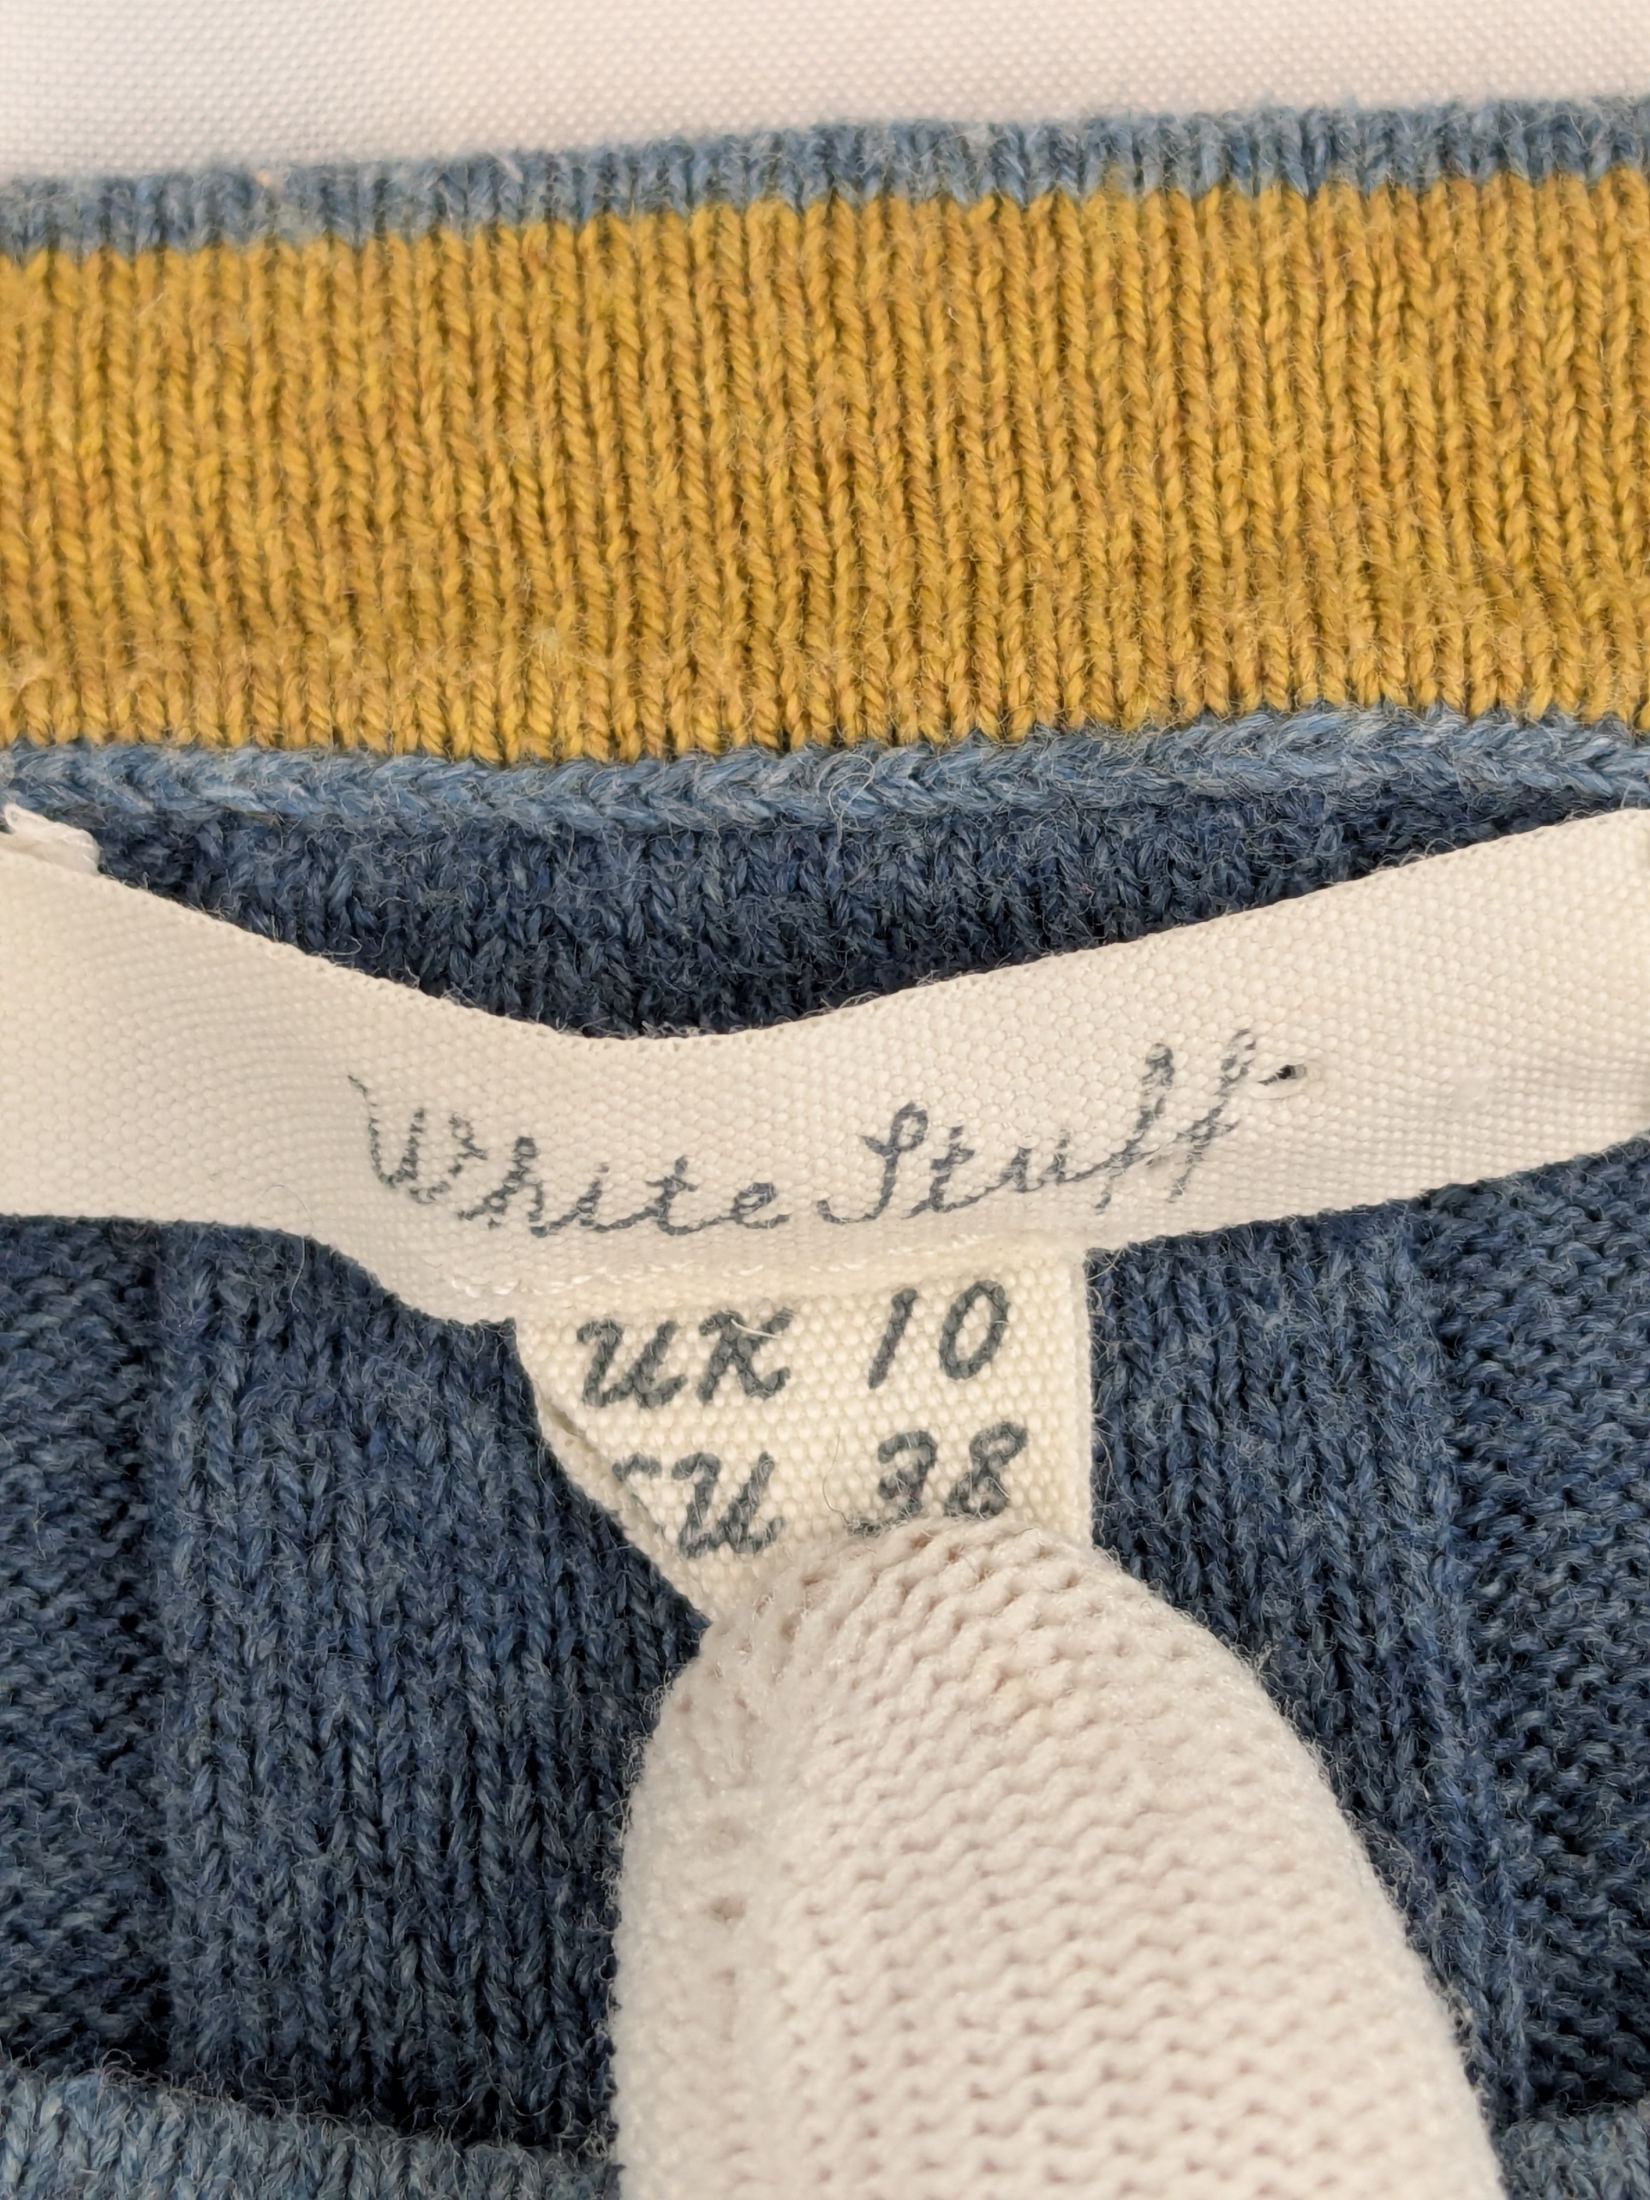 White Stuff
UK 10
EU 38